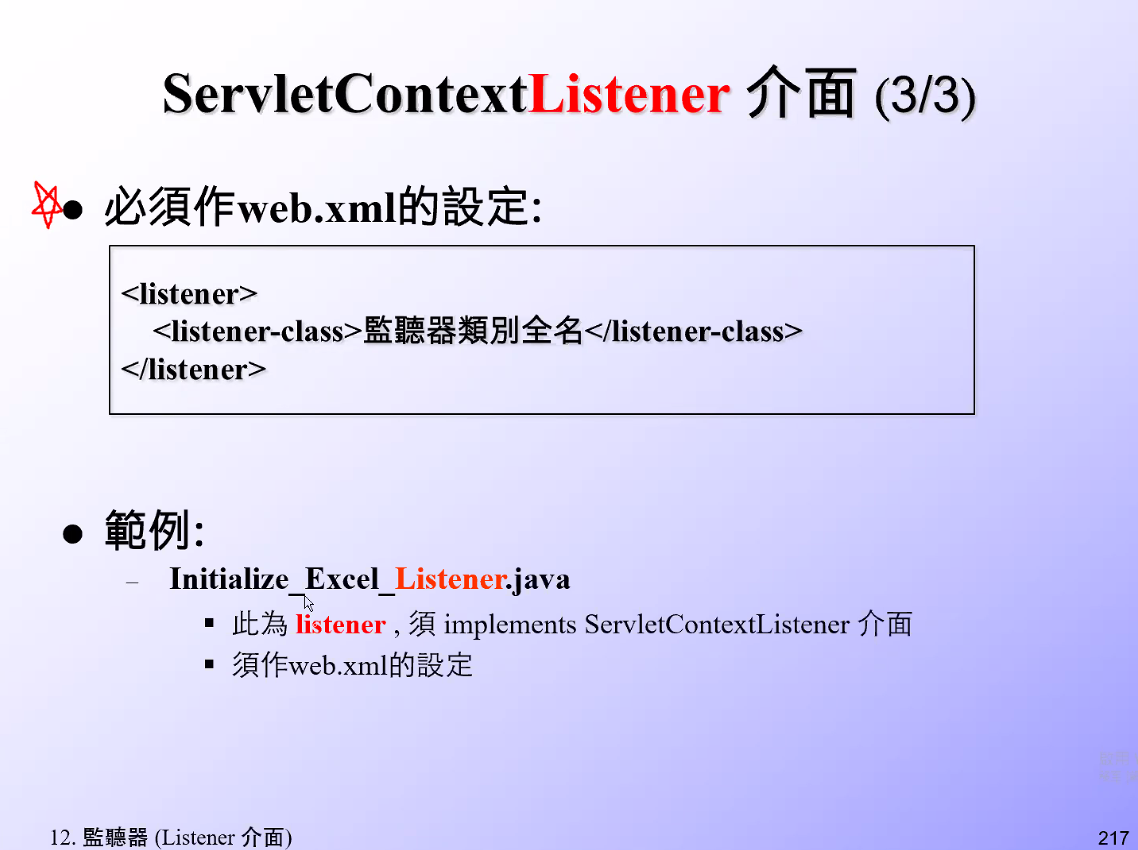 ServletContextListener 介面 (3/3)
● 必須作web.xml的設定:
<listener>
<listener-class>監聽器類別全名</listener-class>
</listener>
● 範例:
– Initialize_Excel_Listener.java
▪ 此為 listener , 須 implements ServletContextListener 介面
▪ 須作web.xml的設定
12. 監聽器 (Listener 介面)
217